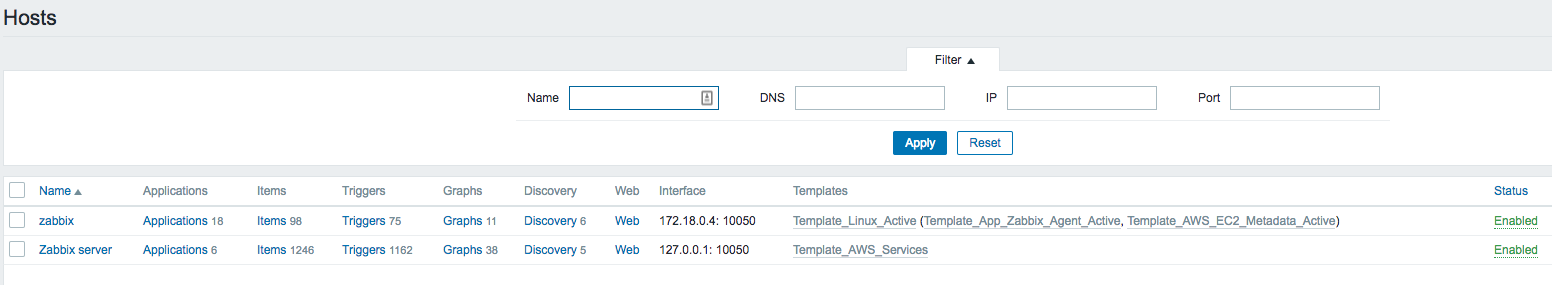 Hosts
Filter ▲
Name DNS IP Port
Apply Reset
Name ▲ Applications Items Triggers Graphs Discovery Web Interface Templates Status
zabbix Applications 18 Items 98 Triggers 75 Graphs 11 Discovery 6 Web 172.18.0.4: 10050 Template_Linux_Active (Template_App_Zabbix_Agent_Active, Template_AWS_EC2_Metadata_Active) Enabled
Zabbix server Applications 6 Items 1246 Triggers 1162 Graphs 38 Discovery 5 Web 127.0.0.1: 10050 Template_AWS_Services Enabled